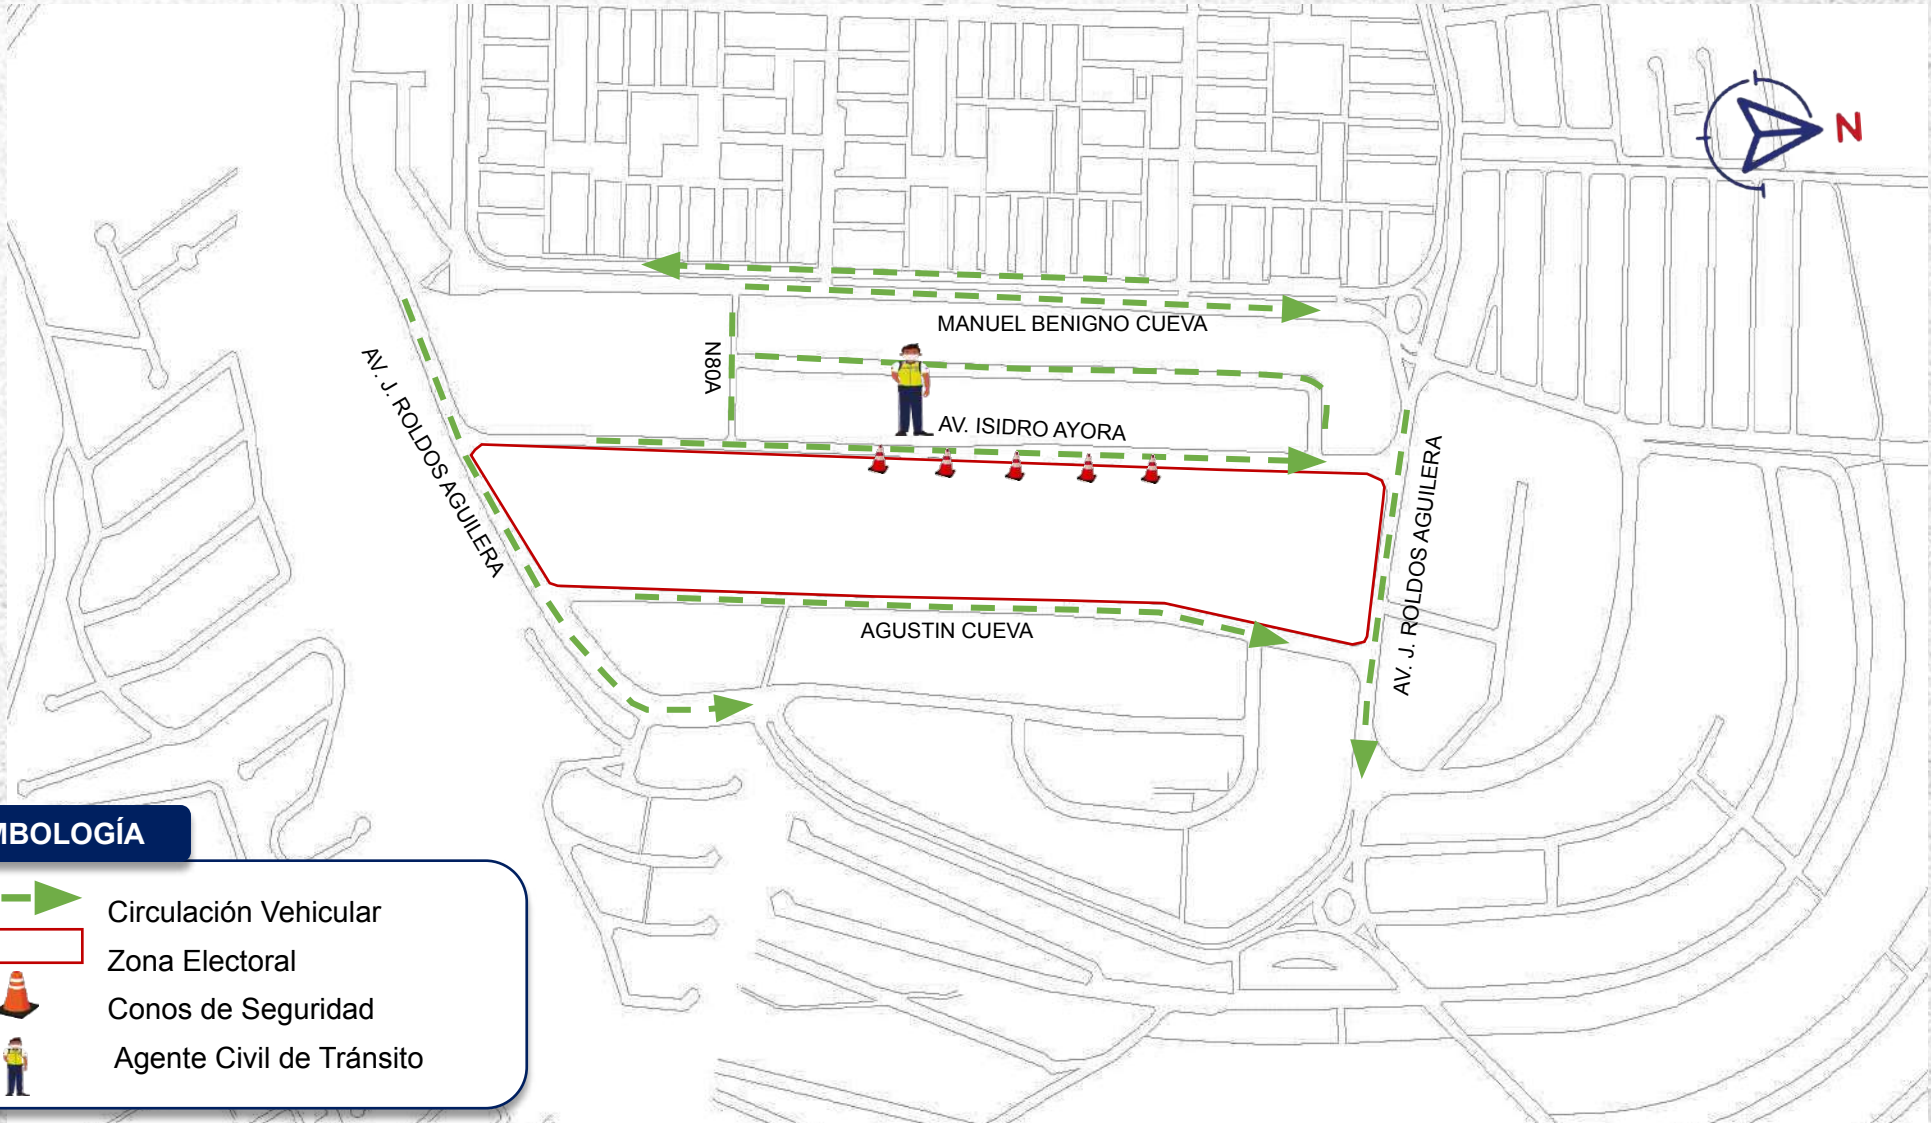 N
MANUEL BENIGNO CUEVA
N80A
AV. J. ROLDOS AGUILERA
AV. ISIDRO AYORA
AV. J. ROLDOS AGUILERA
AGUSTIN CUEVA
MBOLOGÍA
Circulación Vehicular
Zona Electoral
Conos de Seguridad
Agente Civil de Tránsito